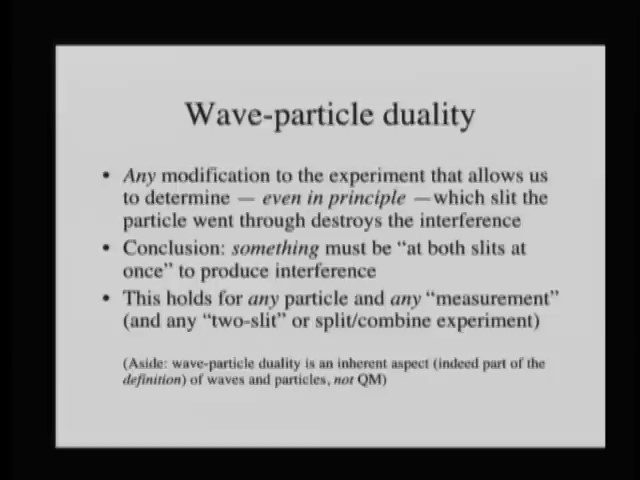 Wave-particle duality
• Any modification to the experiment that allows us
to determine — even in principle —which slit the
particle went through destroys the interference
• Conclusion: something must be “at both slits at
once” to produce interference
• This holds for any particle and any “measurement”
(and any “two-slit” or split/combine experiment)
(Aside: wave-particle duality is an inherent aspect (indeed part of the
definition) of waves and particles, not QM)